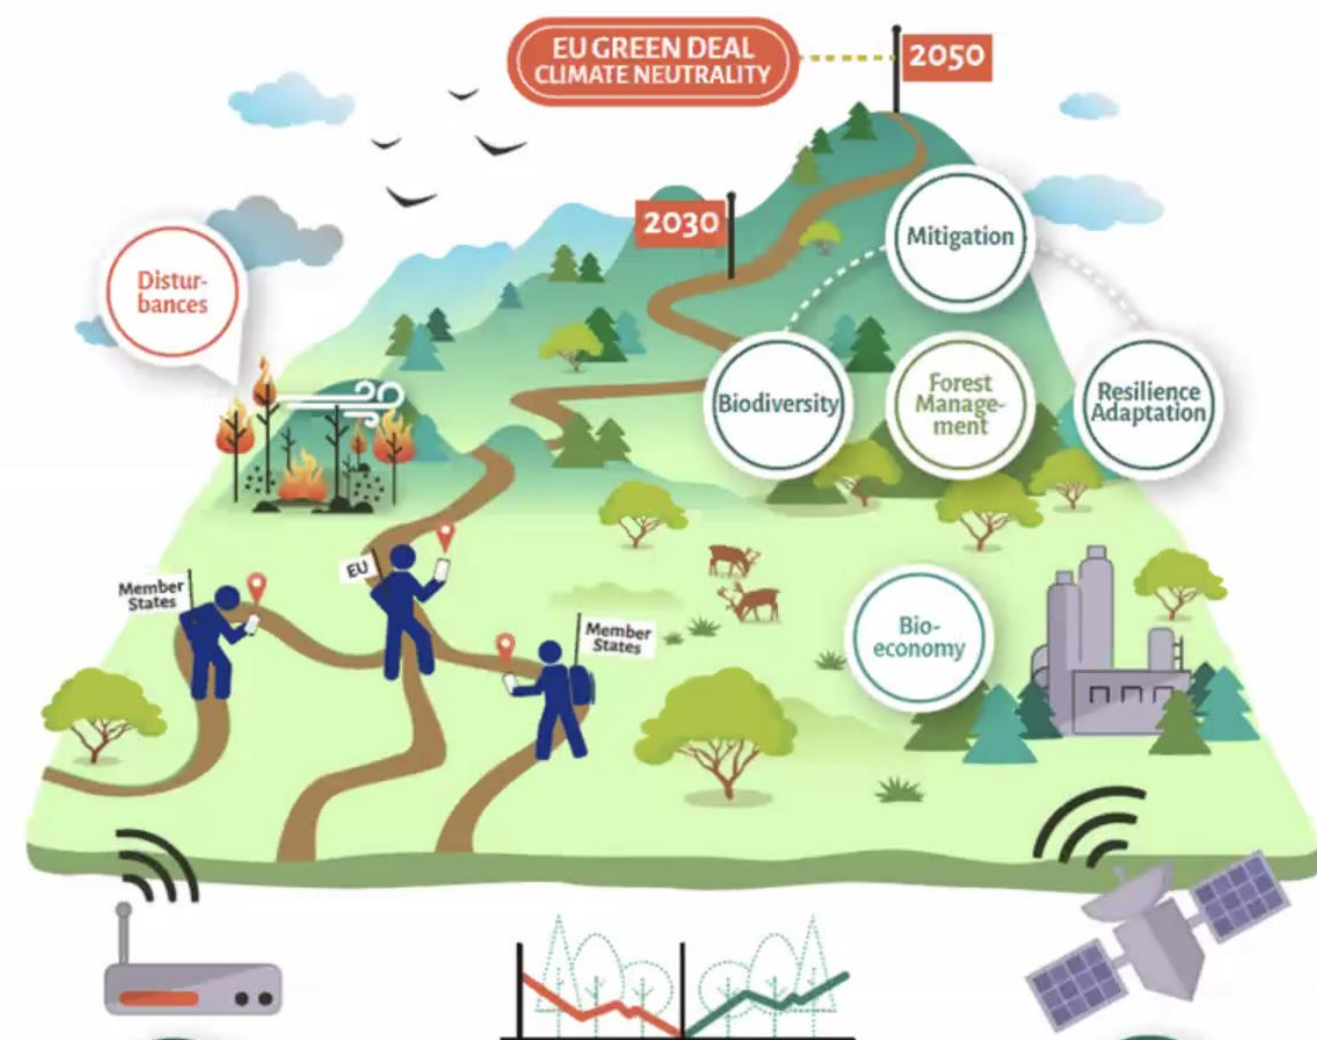 EU GREEN DEAL
CLIMATE NEUTRALITY
2050
2030
Mitigation
Distur-
bances
Biodiversity
Forest
Manage-
ment
Resilience
Adaptation
EU
Member
States
Member
States
Bio-
economy